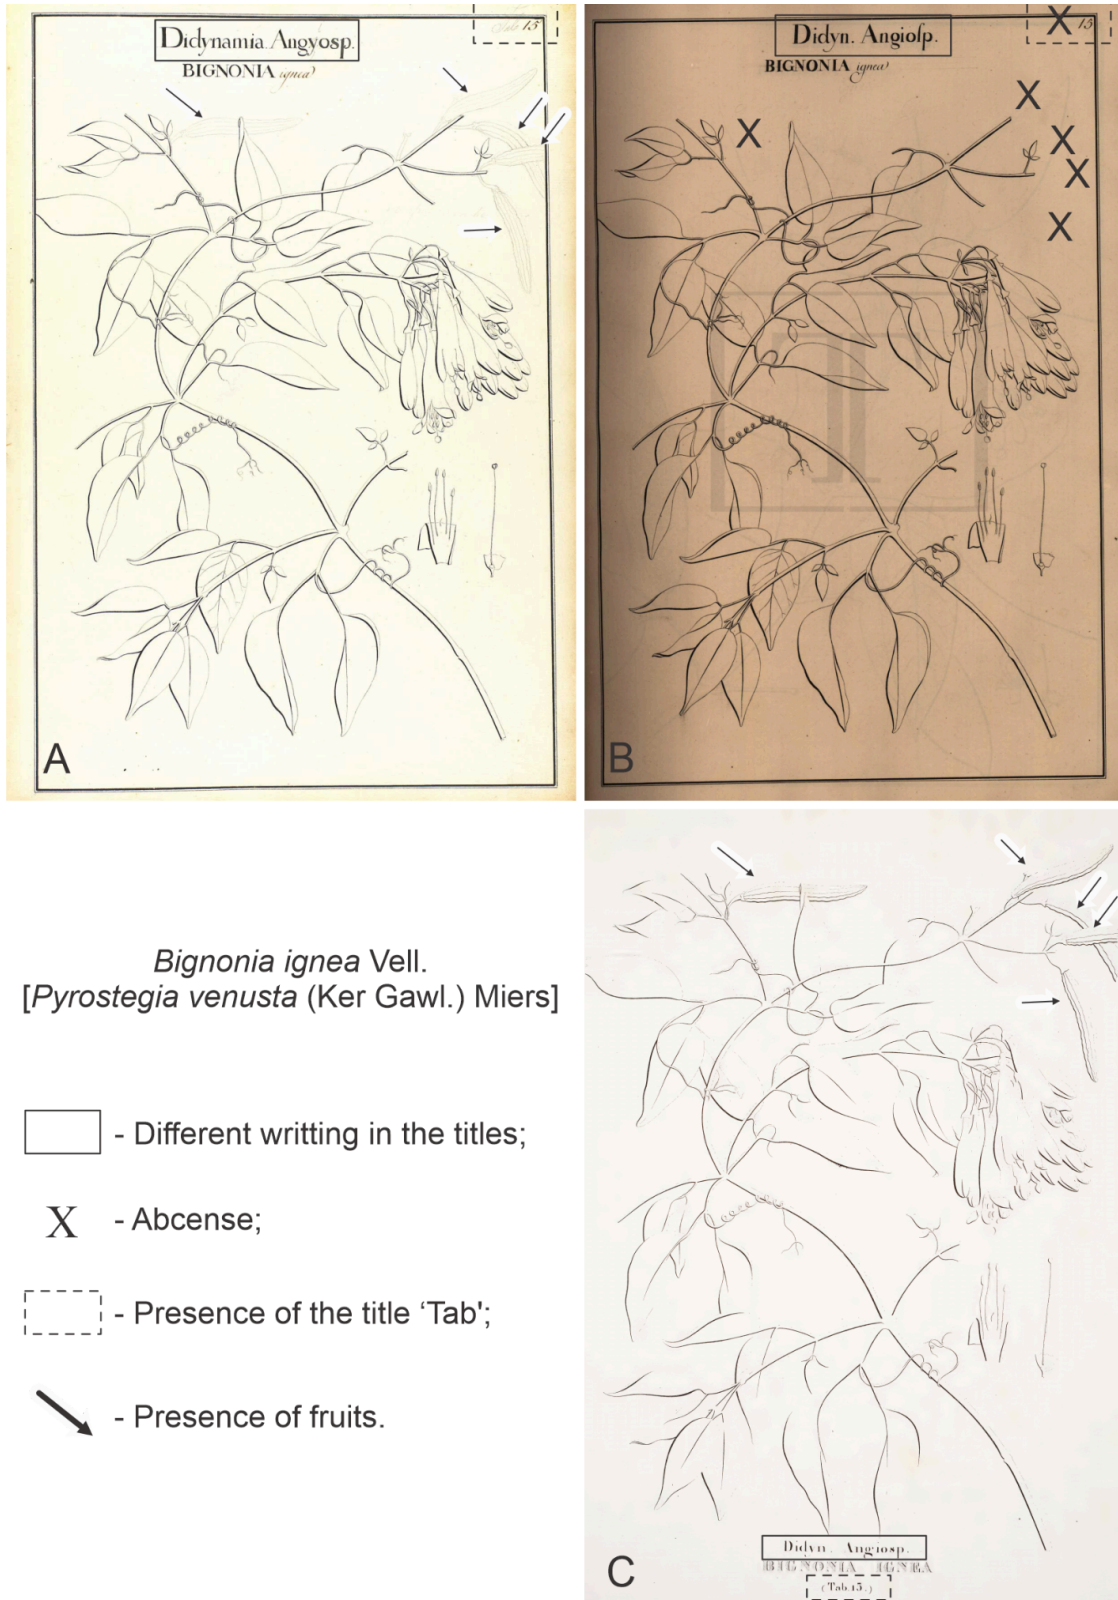 Tab 15
Didynamia. Angyosp.
BIGNONIA ignea
A
15
Didyn. Angiosp.
BIGNONIA ignea
X
X
X
X
X
X
B
Bignonia ignea Vell.
[Pyrostegia venusta (Ker Gawl.) Miers]
- Different writting in the titles;
X - Abcense;
- Presence of the title ‘Tab';
- Presence of fruits.
Didyn. Angiosp.
BIGNONIA IGNEA
(Tab.15.)
C